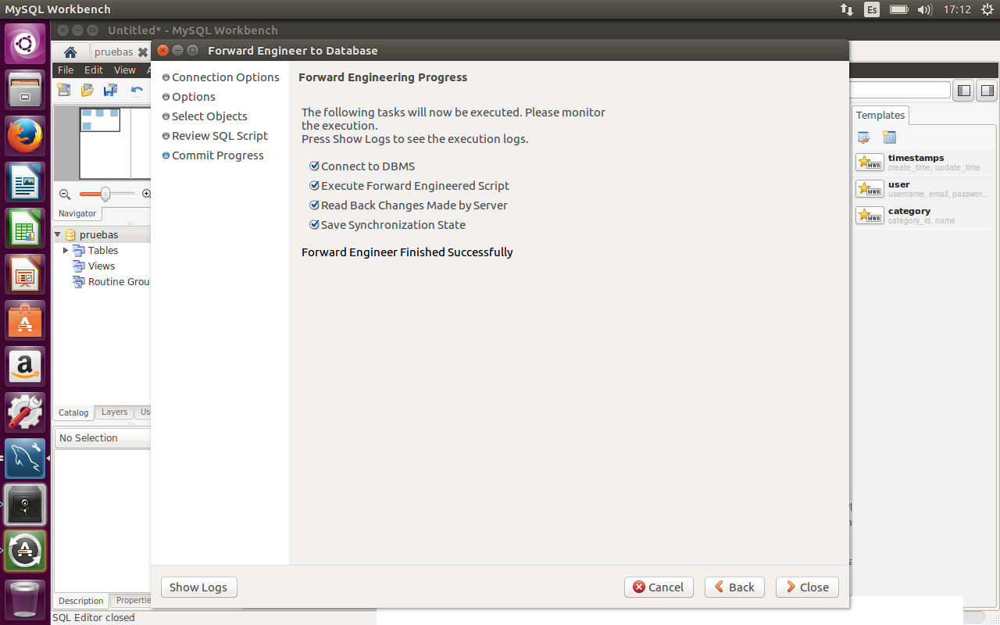 MySQL Workbench
Es
17:12
Untitled* - MySQL Workbench
pruebas
File Edit View
Forward Engineer to Database
Connection Options
Options
Select Objects
Review SQL Script
Commit Progress
Forward Engineering Progress
The following tasks will now be executed. Please monitor
the execution.
Press Show Logs to see the execution logs.
Connect to DBMS
Execute Forward Engineered Script
Read Back Changes Made by Server
Save Synchronization State
Forward Engineer Finished Successfully
Navigator
pruebas
Tables
Views
Routine Grou
Catalog Layers Us
No Selection
Description Propertie
SQL Editor closed
Templates
MWB
timestamps
create_time, update_time
MWB
user
username, email, passwor...
MWB
category
category_id, name
Show Logs
Cancel
Back
Close